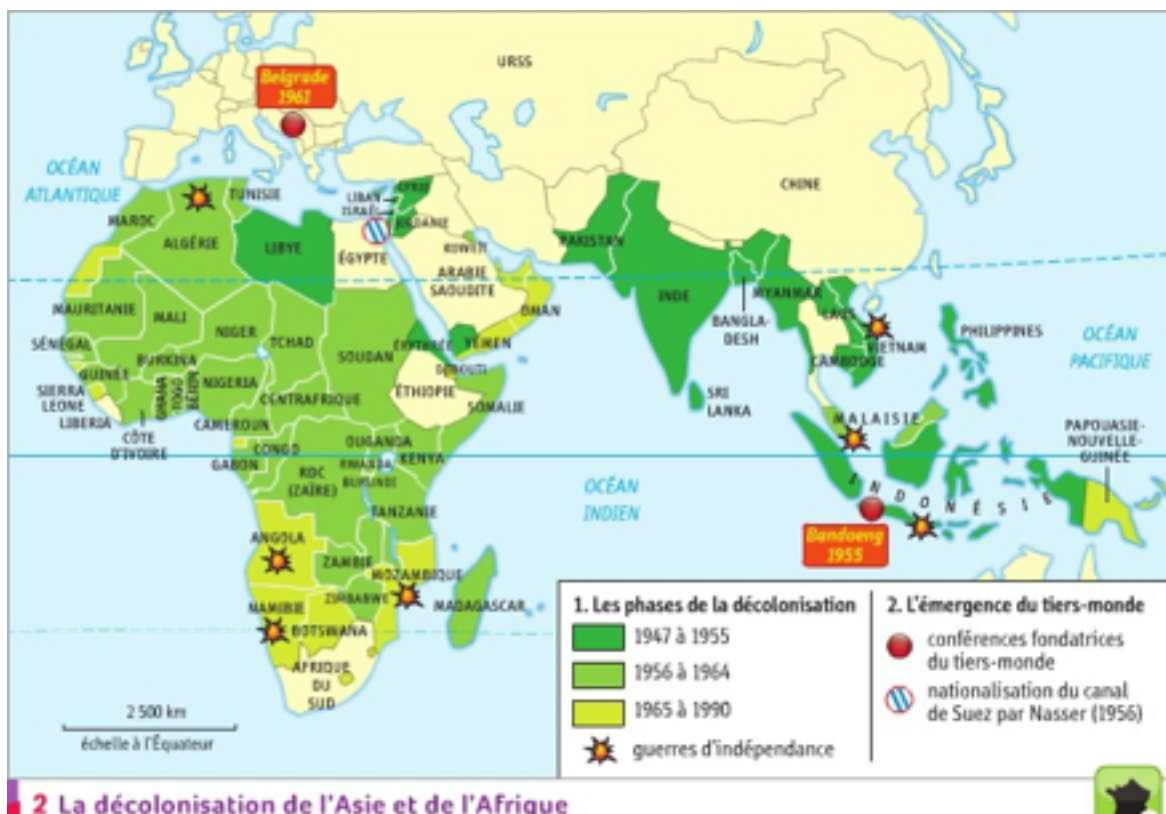 Belgrade
1961
URSS
OCÉAN
ATLANTIQUE
CHINE
TUNISIE
MAROC
ALGÉRIE
LIBYE
LIBAN
SYRIE
ISRAËL
JORDANIE
ÉGYPTE
KOWEÏT
ARABIE
SAOUDITE
OMAN
PAKISTAN
INDE
BANGLA-
DESH
MYANMAR
LAOS
VIETNAM
CAMBODGE
PHILIPPINES
OCÉAN
PACIFIQUE
MAURITANIE
MALI
NIGER
TCHAD
SOUDAN
ÉRYTHRÉE
YÉMEN
DJIBOUTI
SÉNÉGAL
GUINÉE
BURKINA
SIERRA
LEONE
LIBERIA
CÔTE
D'IVOIRE
GHANA
TOGO
BÉNIN
NIGERIA
CAMEROUN
CENTRAFRIQUE
ÉTHIOPIE
SOMALIE
SRI
LANKA
MALAISIE
PAPOUASIE-
NOUVELLE-
GUINÉE
GABON
CONGO
RDC
(ZAÏRE)
OUGANDA
KENYA
RWANDA
BURUNDI
TANZANIE
OCÉAN
INDIEN
INDONÉSIE
Bandoeng
1955
ANGOLA
ZAMBIE
MOZAMBIQUE
ZIMBABWE
MADAGASCAR
NAMIBIE
BOTSWANA
AFRIQUE
DU
SUD
2 500 km
échelle à l'Équateur
1. Les phases de la décolonisation
1947 à 1955
1956 à 1964
1965 à 1990
guerres d'indépendance
2. L'émergence du tiers-monde
conférences fondatrices
du tiers-monde
nationalisation du canal
de Suez par Nasser (1956)
2 La décolonisation de l'Asie et de l'Afrique